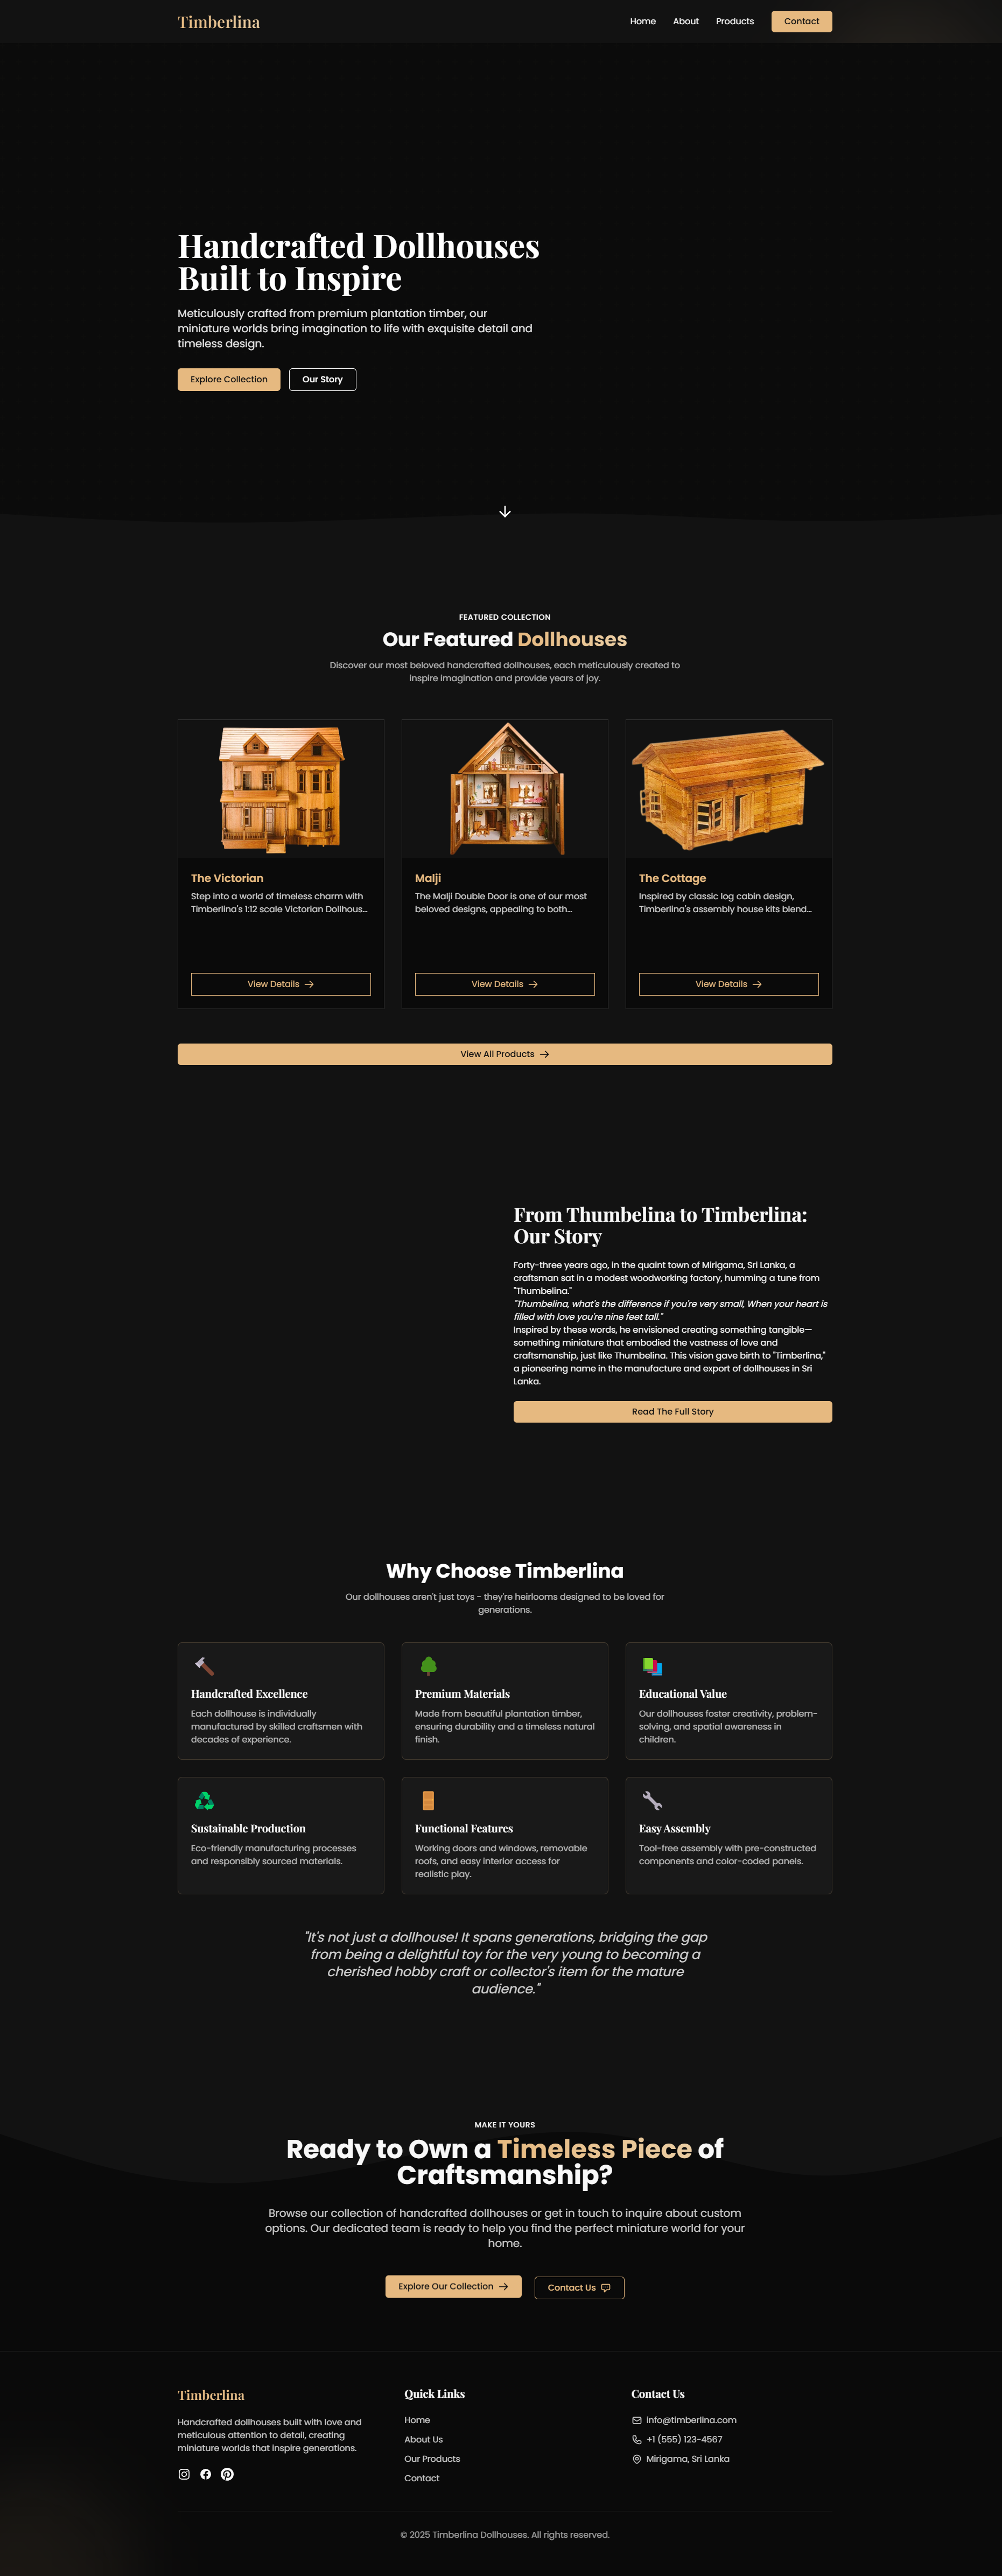 Timberlina
Home About Products Contact
Handcrafted Dollhouses
Built to Inspire
Meticulously crafted from premium plantation timber, our
miniature worlds bring imagination to life with exquisite detail and
timeless design.
Explore Collection Our Story
FEATURED COLLECTION
Our Featured Dollhouses
Discover our most beloved handcrafted dollhouses, each meticulously created to
inspire imagination and provide years of joy.
The Victorian
Step into a world of timeless charm with
Timberlina's 1:12 scale Victorian Dollhous...
View Details
Malji
The Malji Double Door is one of our most
beloved designs, appealing to both...
View Details
The Cottage
Inspired by classic log cabin design,
Timberlina's assembly house kits blend...
View Details
View All Products
From Thumbelina to Timberlina:
Our Story
Forty-three years ago, in the quaint town of Mirigama, Sri Lanka, a
craftsman sat in a modest woodworking factory, humming a tune from
"Thumbelina."
"Thumbelina, what's the difference if you're very small, When your heart is
filled with love you're nine feet tall."
Inspired by these words, he envisioned creating something tangible—
something miniature that embodied the vastness of love and
craftsmanship, just like Thumbelina. This vision gave birth to "Timberlina,"
a pioneering name in the manufacture and export of dollhouses in Sri
Lanka.
Read The Full Story
Why Choose Timberlina
Our dollhouses aren't just toys - they're heirlooms designed to be loved for
generations.
Handcrafted Excellence
Each dollhouse is individually
manufactured by skilled craftsmen with
decades of experience.
Premium Materials
Made from beautiful plantation timber,
ensuring durability and a timeless natural
finish.
Educational Value
Our dollhouses foster creativity, problem-
solving, and spatial awareness in
children.
Sustainable Production
Eco-friendly manufacturing processes
and responsibly sourced materials.
Functional Features
Working doors and windows, removable
roofs, and easy interior access for
realistic play.
Easy Assembly
Tool-free assembly with pre-constructed
components and color-coded panels.
"It's not just a dollhouse! It spans generations, bridging the gap
from being a delightful toy for the very young to becoming a
cherished hobby craft or collector's item for the mature
audience."
MAKE IT YOURS
Ready to Own a Timeless Piece of
Craftsmanship?
Browse our collection of handcrafted dollhouses or get in touch to inquire about custom
options. Our dedicated team is ready to help you find the perfect miniature world for your
home.
Explore Our Collection Contact Us
Timberlina
Handcrafted dollhouses built with love and
meticulous attention to detail, creating
miniature worlds that inspire generations.
Quick Links
Home
About Us
Our Products
Contact
Contact Us
info@timberlina.com
+1 (555) 123-4567
Mirigama, Sri Lanka
© 2025 Timberlina Dollhouses. All rights reserved.